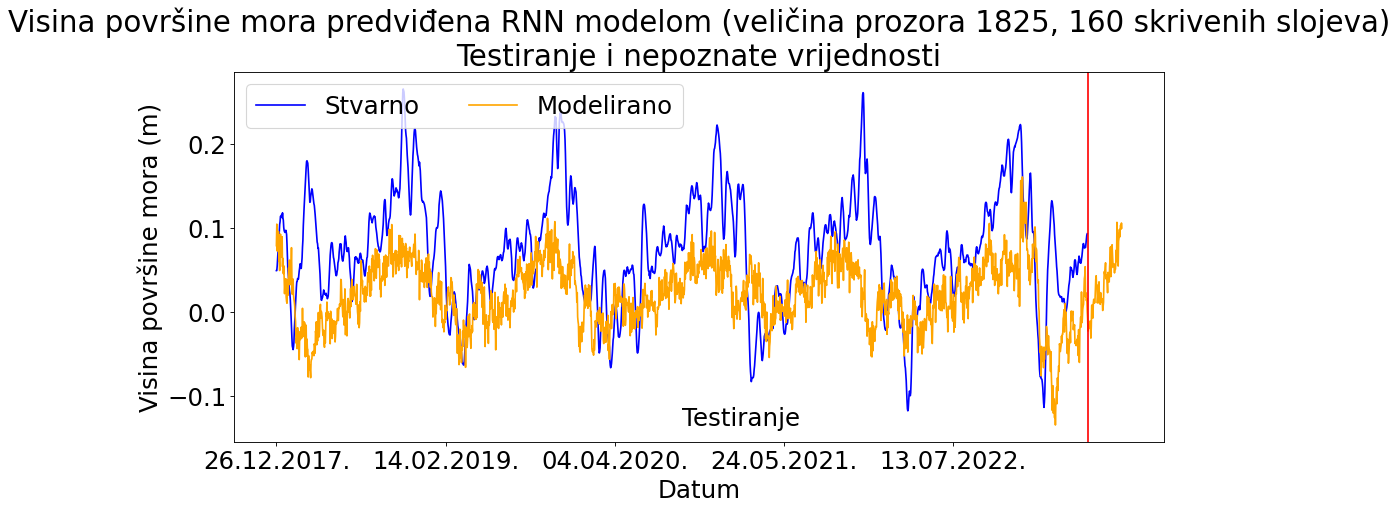 Visina površine mora predviđena RNN modelom (veličina prozora 1825, 160 skrivenih slojeva)
Testiranje i nepoznate vrijednosti
Stvarno
Modelirano
Visina površine mora (m)
0.2
0.1
0.0
−0.1
Testiranje
26.12.2017.
14.02.2019.
04.04.2020.
24.05.2021.
13.07.2022.
Datum